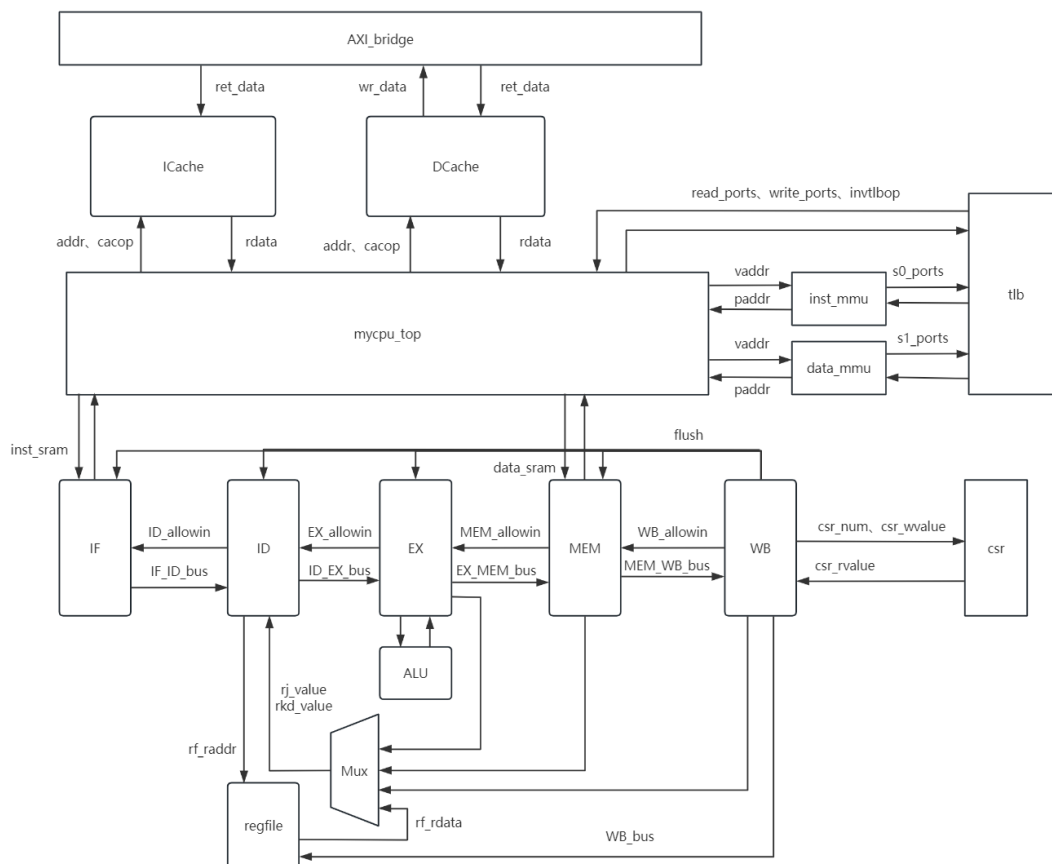 AXI_bridge
ret_data
wr_data
ret_data
ICache
DCache
read_ports、write_ports、invtlbop
addr、cacop
rdata
addr、cacop
rdata
vaddr
s0_ports
inst_mmu
tlb
paddr
mycpu_top
vaddr
s1_ports
data_mmu
paddr
flush
inst_sram
data_sram
ID_allowin
EX_allowin
MEM_allowin
WB_allowin
csr_num、csr_wvalue
IF
ID
EX
MEM
WB
csr
IF_ID_bus
ID_EX_bus
EX_MEM_bus
MEM_WB_bus
csr_rvalue
ALU
rj_value
rkd_value
rf_raddr
Mux
regfile
rf_rdata
WB_bus